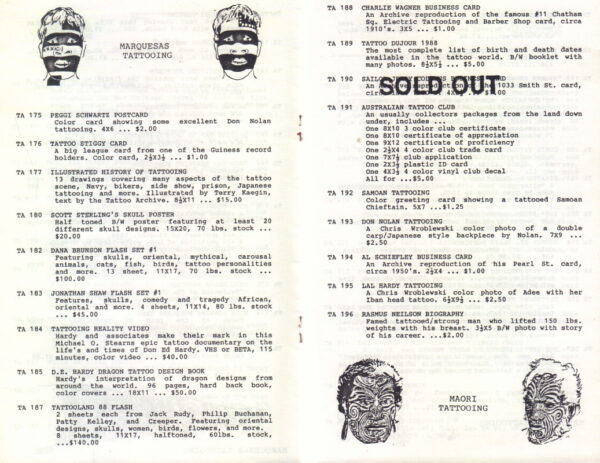 MARQUESAS
TATTOOING
TA 175 PEGGI SCHWARTZ POSTCARD
Color card showing some excellent Don Nolan
tattooing. 4X6 ... $2.00
TA 176 TATTOO STIGGY CARD
A big league card from one of the Guiness record
holders. Color card, 2½X3½ ... $1.00
TA 177 ILLUSTRATED HISTORY OF TATTOOING
13 drawings covering many aspects of the tattoo
scene, Navy, bikers, side show, prison, Japanese
tattooing and more. Illustrated by Terry Kaegin,
text by the Tattoo Archive. 8½X11 ... $15.00
TA 180 SCOTT STERLING'S SKULL POSTER
Half toned B/W poster featuring at least 20
different skull designs. 15X20, 70 lbs. stock ...
$20.00
TA 182 DANA BRUNSON FLASH SET #1
Featuring skulls, oriental, mythical, carousal
animals, cats, fish, birds, tattoo personalities
and more. 13 sheet, 11X17, 70 lbs. stock ...
$100.00
TA 183 JONATHAN SHAW FLASH SET #1
Features, skulls, comedy and tragedy African,
oriental and more. 4 sheets, 11X14, 80 lbs. stock
... $45.00
TA 184 TATTOOING REALITY VIDEO
Hardy and associates make their mark in this
Michael O. Stearns epic tattoo documentary on the
life's and times of Don Ed Hardy. VHS or BETA, 115
minutes, color video ... $40.00
TA 185 D.E. HARDY DRAGON TATTOO DESIGN BOOK
Hardy's interpretation of dragon designs from
around the world. 96 pages, hard back book,
color covers ... 18X11 ... $50.00
TA 187 TATTOOLAND 88 FLASH
2 sheets each from Jack Rudy, Philip Buchanan,
Patty Kelley, and Creeper. Featuring oriental
designs, skulls, women, birds, flowers, and more.
8 sheets, 11X17, halftoned, 60lbs. stock,
...$140.00
TA 188 CHARLIE WAGNER BUSINESS CARD
An Archive reproduction of the famous #11 Chatham
Sq. Electric Tattooing and Barber Shop card, circa
1910's. 3X5 ... $1.00
TA 189 TATTOO DUJOUR 1988
The most complete list of birth and death dates
available in the tattoo world. B/W booklet with
many photos. 8½X5½ ... $5.00
TA 190 SAILOR
SOLD OUT
CARD
1033 Smith St. card,
TA 191 AUSTRALIAN TATTOO CLUB
An usually collectors packages from the land down
under, includes ...
One 8X10 3 color club certificate
One 8X10 certificate of appreciation
One 9X12 certificate of proficiency
One 2½X4 4 color club trade card
One 7X7½ club application
One 2X3½ plastic ID card
One 4X3½ 4 color vinyl club decal
All for ...$5.00
TA 192 SAMOAN TATTOOING
Color greeting card showing a tattooed Samoan
Chieftain. 5X7 ...$1.25
TA 193 DON NOLAN TATTOOING
A Chris Wroblewski color photo of a double
carp/Japanese style backpiece by Nolan. 7X9 ...
$2.50
TA 194 AL SCHIEFLEY BUSINESS CARD
An Archive reproduction of his Pearl St. card,
circa 1950's. 2½X4 ... $1.00
TA 195 LAL HARDY TATTOOING
A Chris Wroblewski color photo of Adee with her
Iban head tattoo, 6½X9½ ... $2.50
TA 196 RASMUS NEILSON BIOGRAPHY
Famed tattooed/strong man who lifted 150 lbs.
weights with his breast. 3½X5 B/W photo with story
of his career. ...$2.00
MAORI
TATTOOING